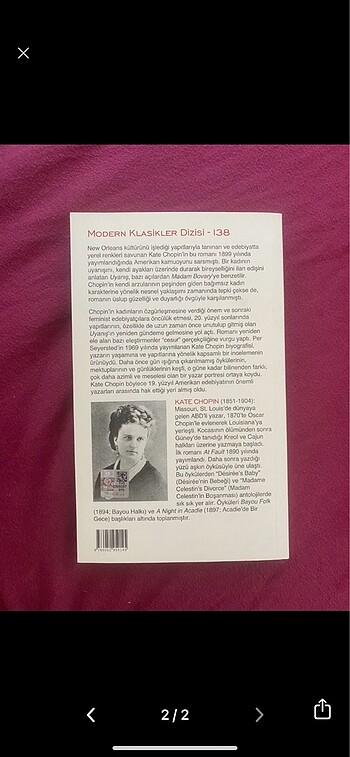 MODERN KLASİKLER DİZİSİ - 138
New Orleans kültürünü işlediği yapıtlarıyla tanınan ve edebiyatta
yerel renkleri savunan Kate Chopin'in bu romanı 1899 yılında
yayımlandığında Amerikan kamuoyunu sarsmıştı. Bir kadının
uyanışını, kendi ayakları üzerinde durarak bireyselliğini ilan edişini
anlatan Uyanış, bazı açılardan Madam Bovary'ye benzetilir.
Chopin'in kendi arzularının peşinden giden bağımsız kadın
karakterine yönelik nesnel yaklaşımı zamanında tepki çekse de,
romanın üslup güzelliği ve duyarlığı övgüyle karşılanmıştı.
Chopin'in kadınların özgürleşmesine verdiği önem ve sonraki
feminist edebiyatçılara öncülük etmesi, 20. yüzyıl sonlarında
yapıtlarının, özellikle de uzun zaman önce unutulup gitmiş olan
Uyanış'ın yeniden gündeme gelmesine yol açtı. Romanı yeniden
ele alan bazı eleştirmenler "cesur" gerçekçiliğine vurgu yaptı. Per
Seyersted'in 1969 yılında yayımlanan Kate Chopin biyografisi,
yazarın yaşamına ve yapıtlarına yönelik kapsamlı bir incelemenin
ürünüydü. Daha önce gün ışığına çıkarılmamış öykülerinin,
mektuplarının ve günlüklerinin keşfi, o güne kadar bilinenden farklı,
çok daha azimli ve meselesi olan bir yazar portresi ortaya koydu.
Kate Chopin böylece 19. yüzyıl Amerikan edebiyatının önemli
yazarları arasında hak ettiği yeri almış oldu.
KATE CHOPIN (1851-1904):
Missouri, St. Louis'de dünyaya
gelen ABD'li yazar, 1870'te Oscar
Chopin'le evlenerek Louisiana'ya
yerleşti. Kocasının ölümünden sonra
Güney'de tanıdığı Kreol ve Cajun
halkları üzerine yazmaya başladı.
İlk romanı At Fault 1890 yılında
yayımlandı. Daha sonra yazdığı
yüzü aşkın öyküsüyle üne ulaştı.
Bu öykülerden "Désirée's Baby"
(Désirée'nin Bebeği) ve "Madame
Celestin's Divorce" (Madam
Celestin'in Boşanması) antolojilerde
sık sık yer alır. Öyküleri Bayou Folk
(1894; Bayou Halkı) ve A Night in Acadie (1897; Acadie'de Bir
Gece) başlıkları altında toplanmıştır.
2/2